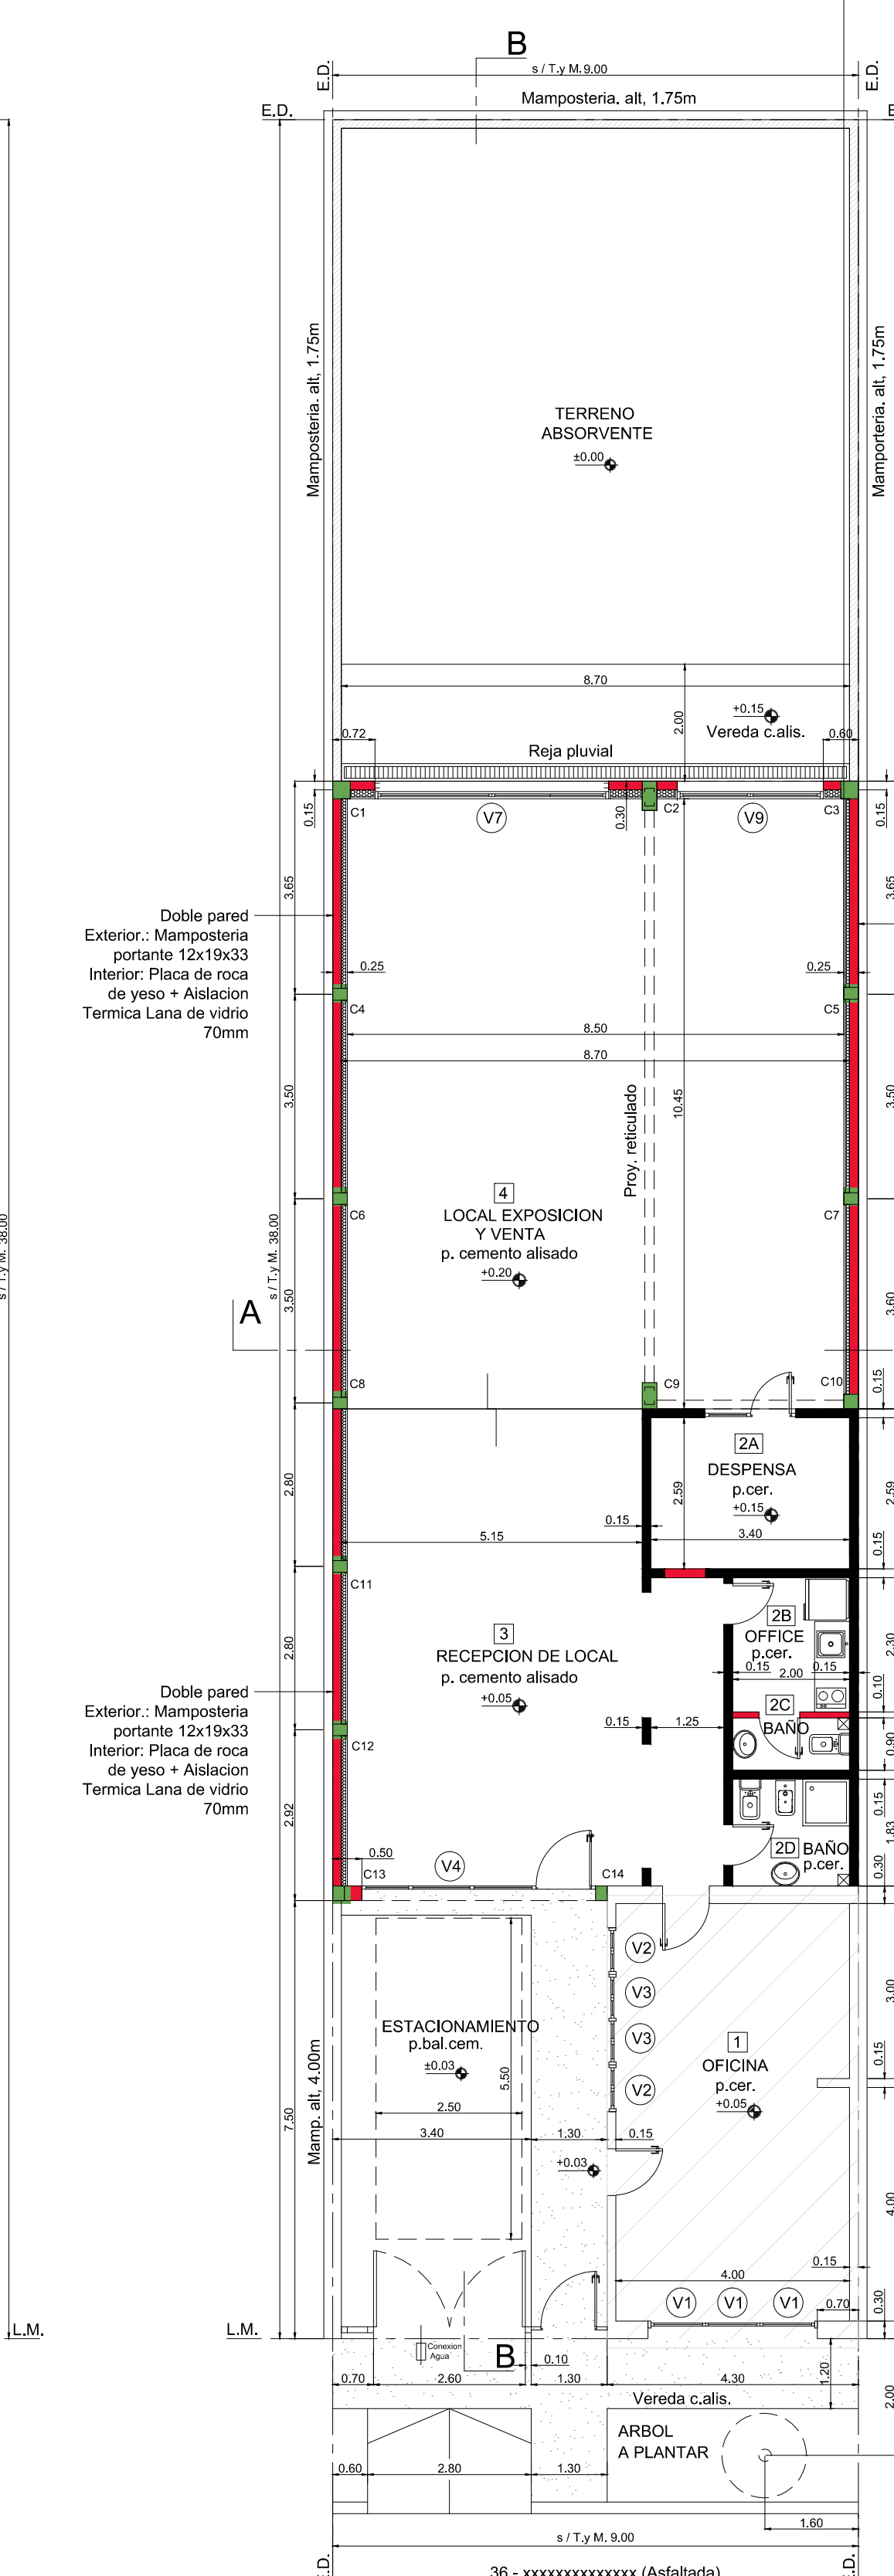 B
E.D.
s / T.y M. 9.00
E.D.
E.D.
Mamposteria. alt, 1.75m
Mamposteria. alt, 1.75m
Mamporteria. alt, 1.75m
TERRENO
ABSORVENTE
±0.00
8.70
2.00
+0.15
Vereda c.alis.
0.72
0.60
Reja pluvial
0.15
C1
V7
0.30
C2
V9
C3
0.15
3.65
3.65
Doble pared
Exterior.: Mamposteria
portante 12x19x33
Interior: Placa de roca
de yeso + Aislacion
Termica Lana de vidrio
70mm
0.25
0.25
C4
C5
8.50
8.70
3.50
10.45
3.50
Proy. reticulado
4
LOCAL EXPOSICION
Y VENTA
p. cemento alisado
+0.20
C6
C7
s / T.y M. 38.00
s / T.y M. 38.00
3.50
3.60
A
C8
C9
C10
0.15
2A
DESPENSA
p.cer.
+0.15
2.59
2.59
2.80
0.15
3.40
5.15
0.15
C11
3
RECEPCION DE LOCAL
p. cemento alisado
+0.05
2B
OFFICE
p.cer.
0.15
0.15
2.00
2.30
2.80
2C
BAÑO
0.10
0.15
1.25
0.90
Doble pared
Exterior.: Mamposteria
portante 12x19x33
Interior: Placa de roca
de yeso + Aislacion
Termica Lana de vidrio
70mm
C12
2.92
0.15
1.83
2D
BAÑO
p.cer.
0.50
V4
C13
C14
0.30
V2
V3
V3
V2
3.00
ESTACIONAMIENTO
p.bal.cem.
±0.03
5.50
1
OFICINA
p.cer.
+0.05
0.15
2.50
3.40
1.30
0.15
+0.03
7.50
Mamp. alt, 4.00m
4.00
0.15
4.00
V1
V1
V1
0.70
0.30
L.M.
L.M.
Conexion
Agua
B
0.10
0.70
2.60
1.30
4.30
1.20
2.00
Vereda c.alis.
ARBOL
A PLANTAR
0.60
2.80
1.30
1.60
s / T.y M. 9.00
36 - xxxxxxxxxxxxxx (Asfaltada)